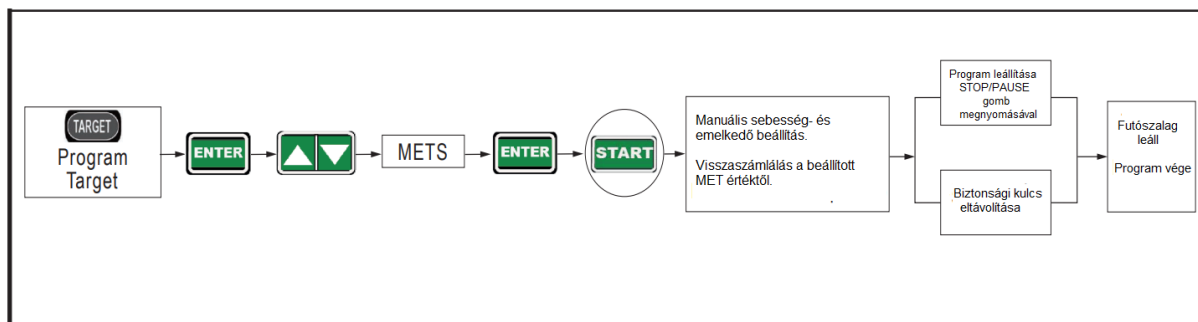 TARGET
Program
Target
ENTER
METS
ENTER
START
Manuális sebesség- és
emelkedő beállítás.
Visszaszámlálás a beállított
MET értéktől.
Program leállítása
STOP/PAUSE
gomb
megnyomásával
Biztonsági kulcs
eltávolítása
Futószalag
leáll
Program vége